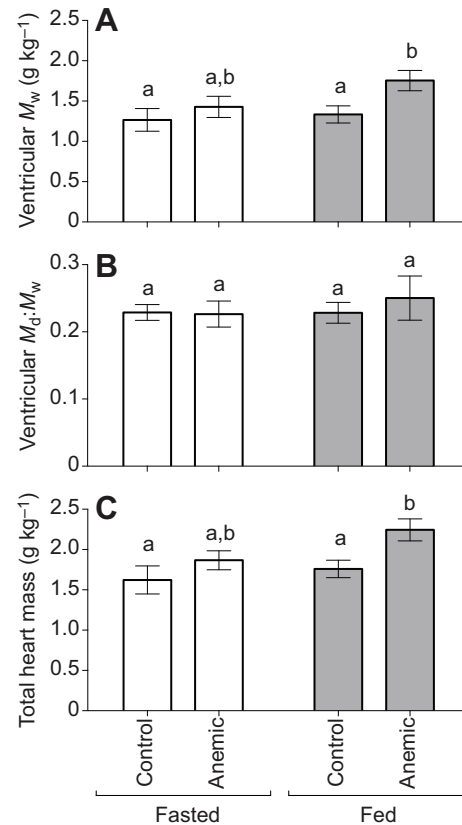 A
Ventricular Mw (g kg−1)
2.5
2.0
1.5
1.0
0.5
0
a
a,b
a
b
B
Ventricular Md:Mw
0.3
0.2
0.1
0
a
a
a
a
C
Total heart mass (g kg−1)
2.5
2.0
1.5
1.0
0.5
0
a
a,b
a
b
Control
Anemic
Control
Anemic
Fasted
Fed